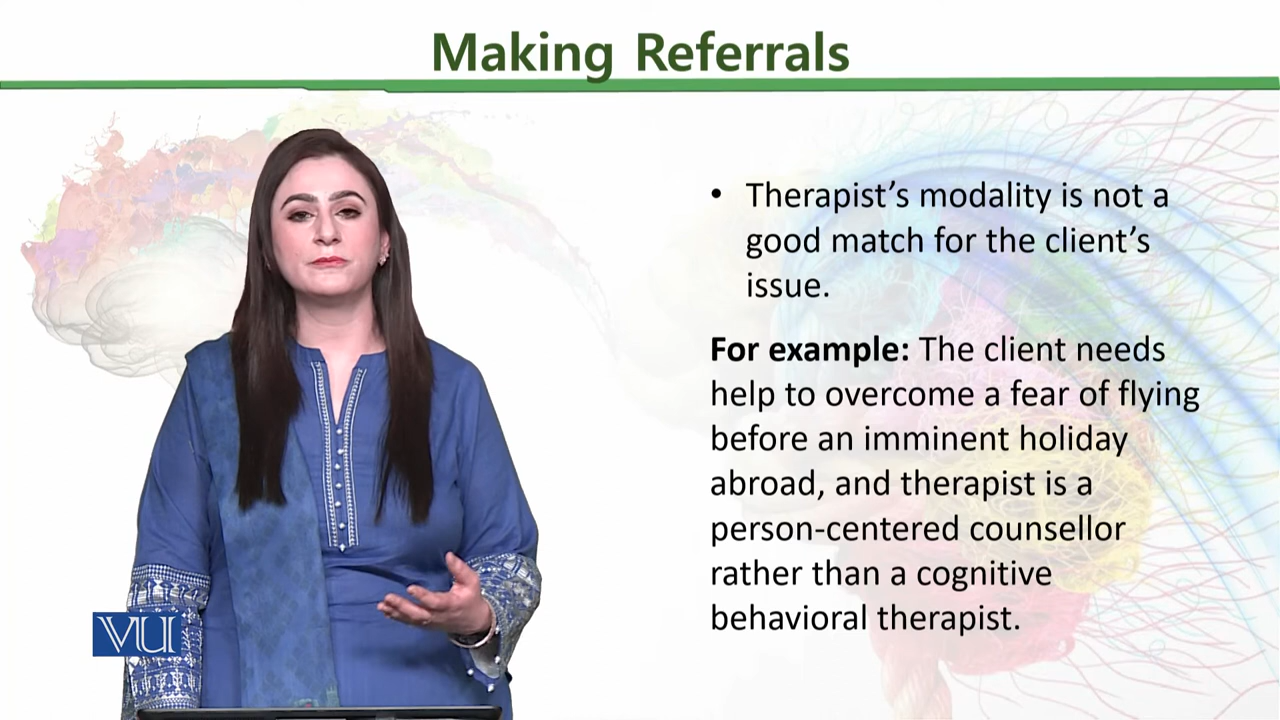 Making Referrals
• Therapist’s modality is not a
good match for the client’s
issue.
For example: The client needs
help to overcome a fear of flying
before an imminent holiday
abroad, and therapist is a
person-centered counsellor
rather than a cognitive
behavioral therapist.
VU